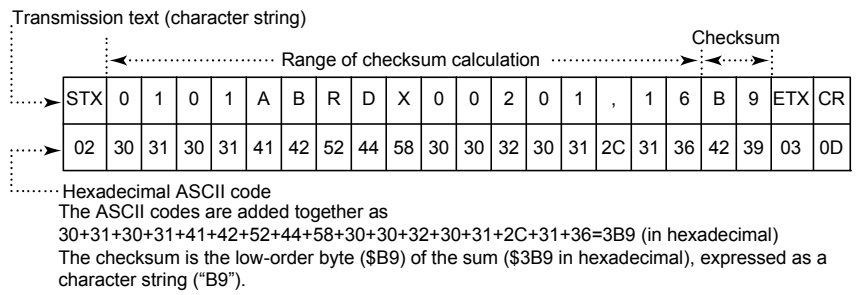 Transmission text (character string)
Checksum
Range of checksum calculation
STX 0 1 0 1 A B R D X 0 0 2 0 1 , 1 6 B 9 ETX CR
02 30 31 30 31 41 42 52 44 58 30 30 32 30 31 2C 31 36 42 39 03 0D
Hexadecimal ASCII code
The ASCII codes are added together as
30+31+30+31+41+42+52+44+58+30+30+32+30+31+2C+31+36=3B9 (in hexadecimal)
The checksum is the low-order byte ($B9) of the sum ($3B9 in hexadecimal), expressed as a
character string (“B9”).